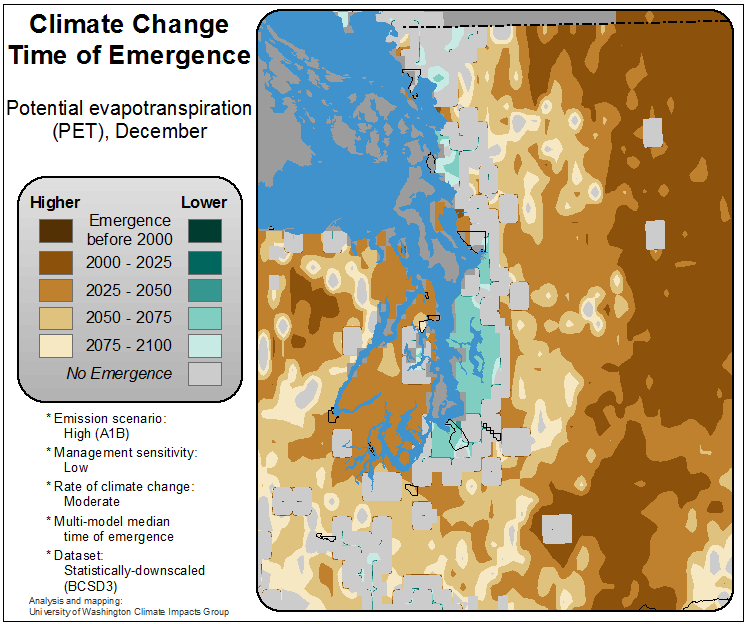 Climate Change
Time of Emergence
Potential evapotranspiration
(PET), December
Higher Lower
Emergence
before 2000
2000 - 2025
2025 - 2050
2050 - 2075
2075 - 2100
No Emergence
* Emission scenario:
High (A1B)
* Management sensitivity:
Low
* Rate of climate change:
Moderate
* Multi-model median
time of emergence
* Dataset:
Statistically-downscaled
(BCSD3)
Analysis and mapping:
University of Washington Climate Impacts Group